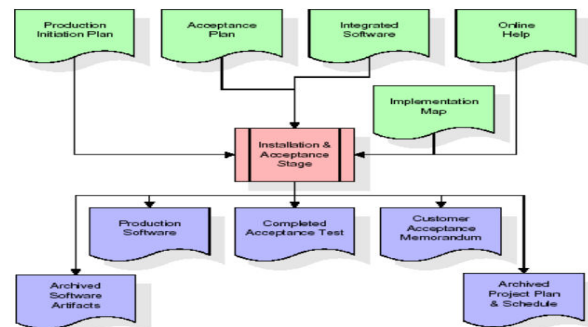 Production
Initiation Plan
Acceptance
Plan
Integrated
Software
Online
Help
Implementation
Map
Installation &
Acceptance
Stage
Production
Software
Completed
Acceptance Test
Customer
Acceptance
Memorandum
Archived
Software
Artifacts
Archived
Project Plan
& Schedule